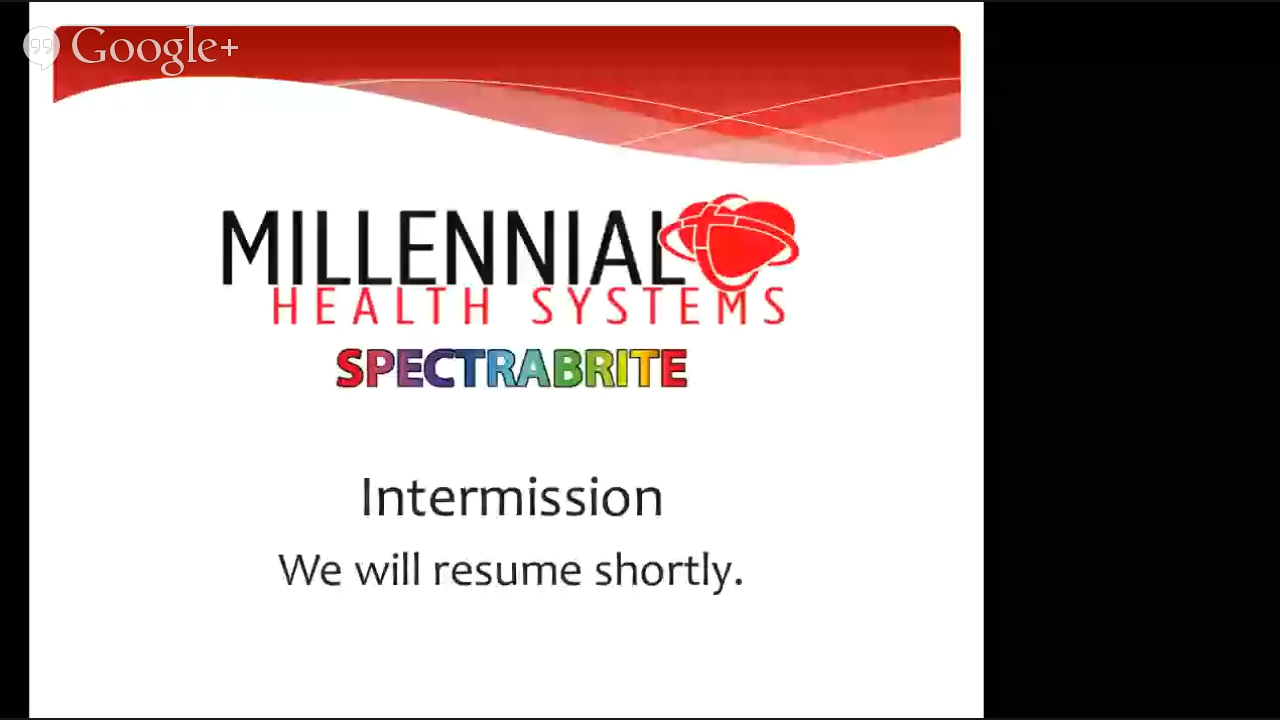 Google+
MILLENNIAL
HEALTH SYSTEMS
SPECTRABRITE
Intermission
We will resume shortly.